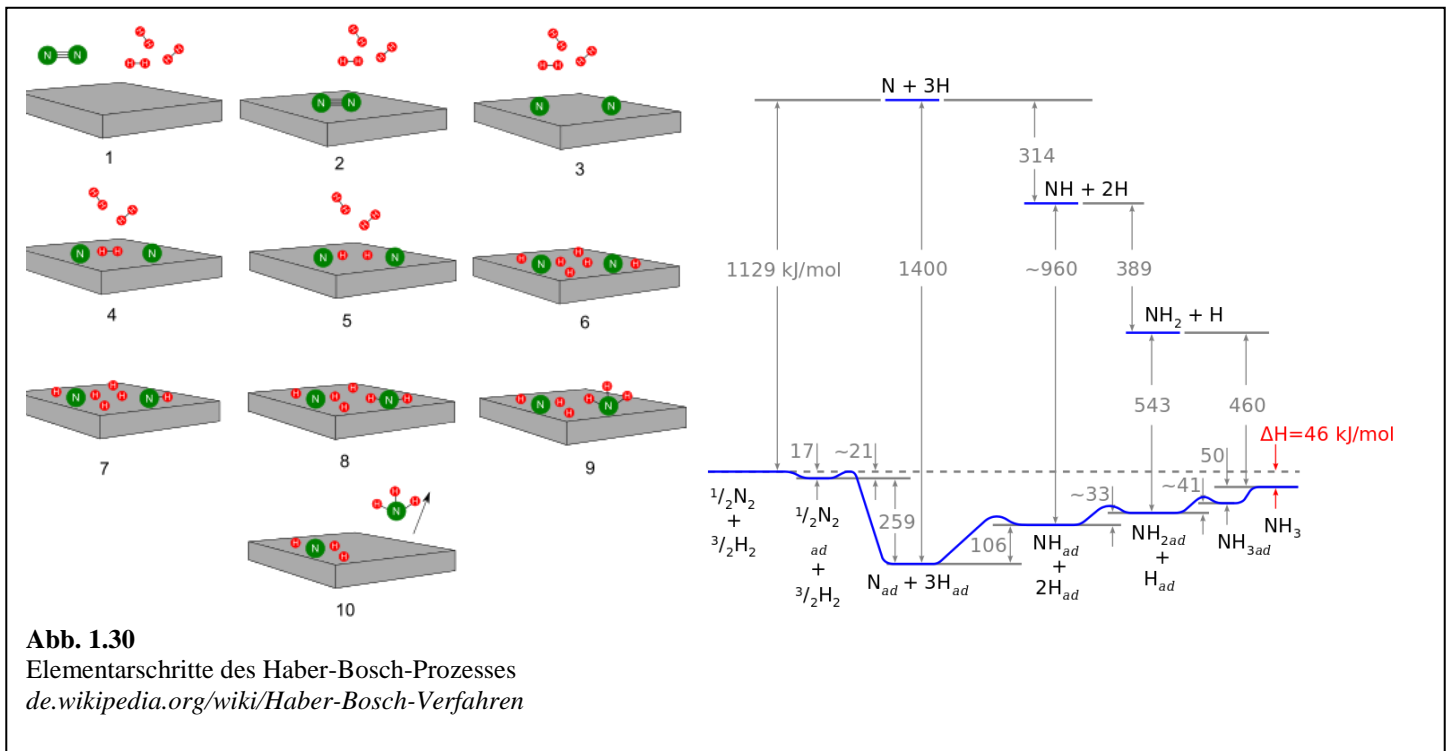 N N H H H H H H
1
N N H H H H H H
2
N N H H H H H H
3
N H H N
4
N H H N
5
H N H H H H N H
6
H N H H H H N H
7
H N H H H H N H
8
H N H H H H N H
9
H H N H
H N H H
10
N + 3H
314
NH + 2H
1129 kJ/mol
1400
~960
389
NH₂ + H
543
460
ΔH=46 kJ/mol
17
~21
50
259
106
~33
~41
¹/₂N₂
+
³/₂H₂
¹/₂N₂
ad
+
³/₂H₂
Nad + 3Had
NHad
+
2Had
NH2ad
+
Had
NH3ad
NH₃
Abb. 1.30
Elementarschritte des Haber-Bosch-Prozesses
de.wikipedia.org/wiki/Haber-Bosch-Verfahren